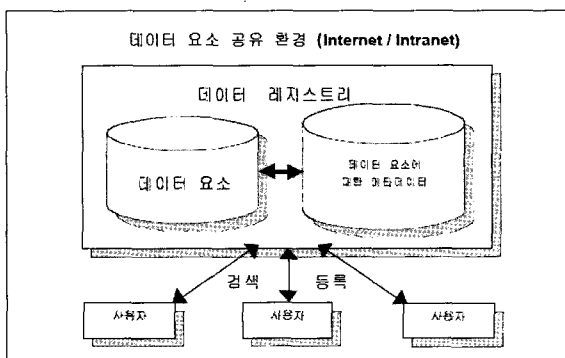 데이터 요소 공유 환경 (Internet / Intranet)
데이터 레지스트리
데이터 요소
데이터 요소에
대한 메타데이터
검색 등록
사용자 사용자 사용자